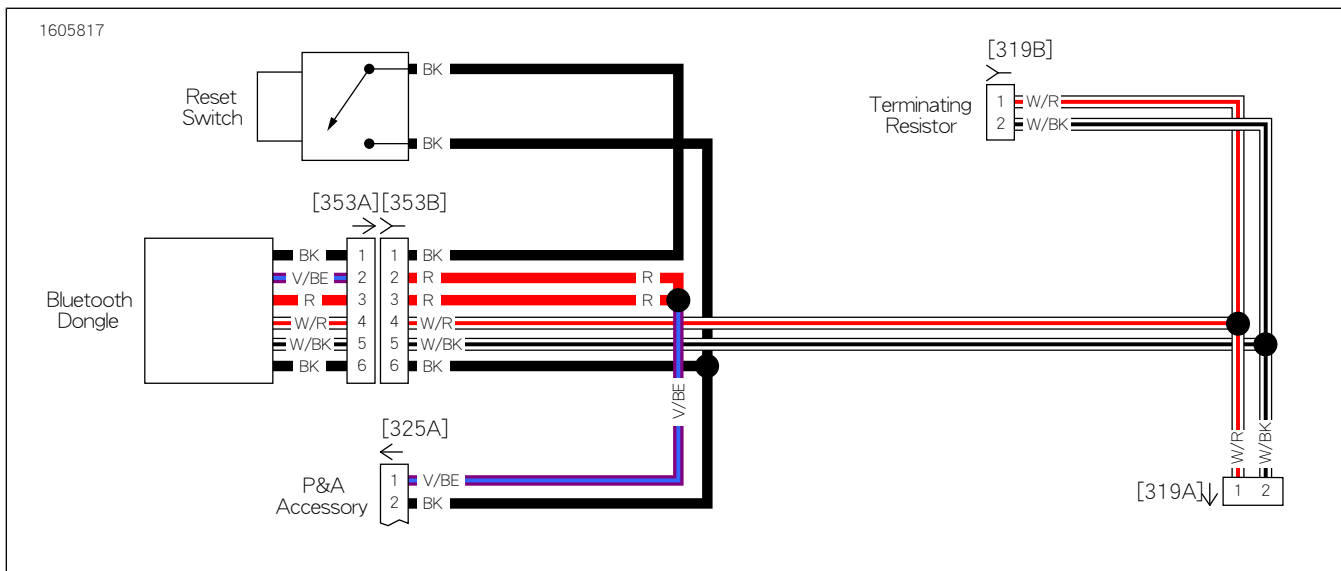 1605817
[319B]
BK
Reset
Switch
BK
Terminating
Resistor
1 W/R
2 W/BK
[353A][353B]
Bluetooth
Dongle
BK 1 1 BK
V/BE 2 2 R R
R 3 3 R R
W/R 4 4 W/R
W/BK 5 5 W/BK
BK 6 6 BK
V/BE
[325A]
P&A
Accessory
1 V/BE
2 BK
W/R
W/BK
[319A]
1 2